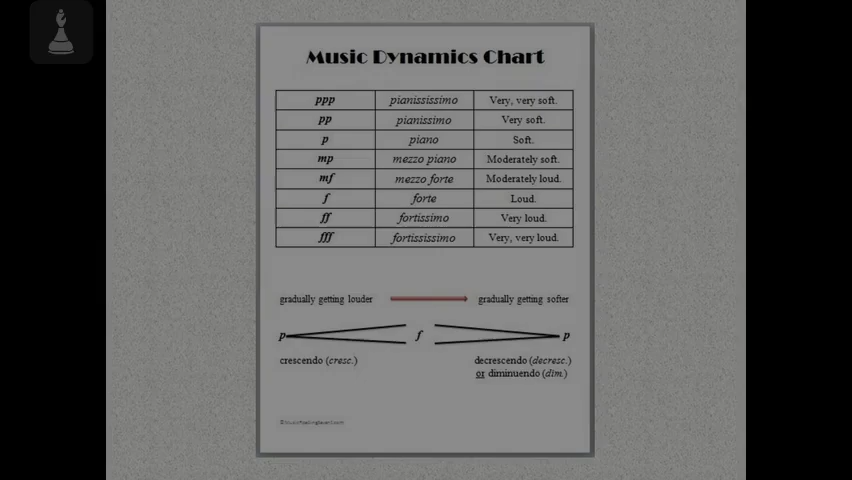 Music Dynamics Chart
ppp pianississimo Very, very soft.
pp pianissimo Very soft.
p piano Soft.
mp mezzo piano Moderately soft.
mf mezzo forte Moderately loud.
f forte Loud.
ff fortissimo Very loud.
fff fortississimo Very, very loud.
gradually getting louder gradually getting softer
p f p
crescendo (cresc.) decrescendo (decresc.)
or diminuendo (dim.)